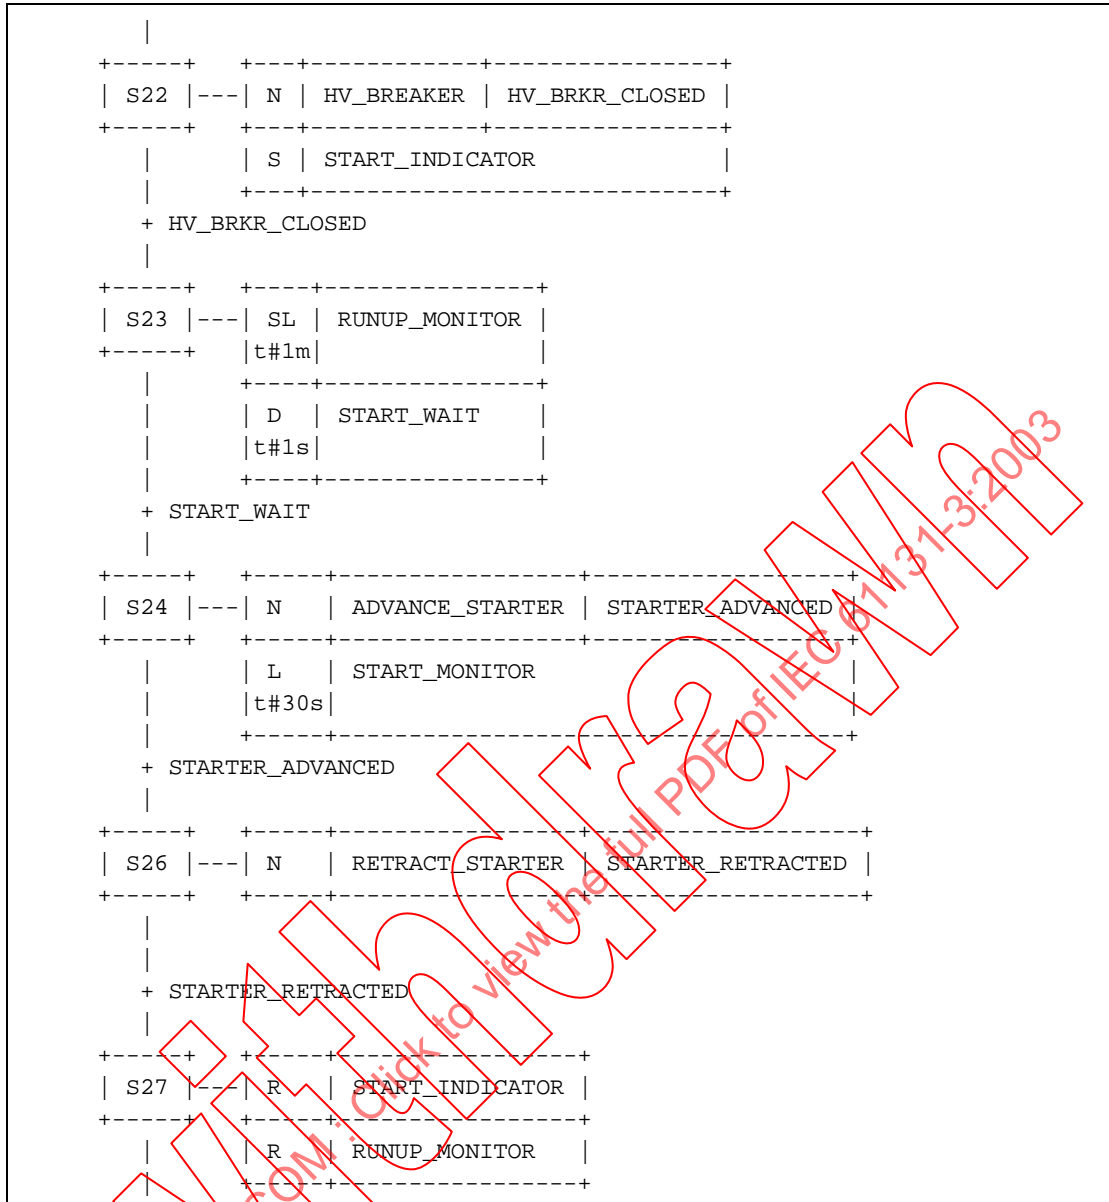 |
+-----+   +---+------------+----------------+
| S22 |---| N | HV_BREAKER | HV_BRKR_CLOSED |
+-----+   +---+------------+----------------+
   |      | S | START_INDICATOR             |
   |      +---+-----------------------------+
   + HV_BRKR_CLOSED
   |
+-----+   +----+---------------+
| S23 |---| SL | RUNUP_MONITOR |
+-----+   |t#1m|               |
   |      +----+---------------+
   |      | D  | START_WAIT    |
   |      |t#1s|               |
   |      +----+---------------+
   + START_WAIT
   |
+-----+   +-----+-----------------+------------------+
| S24 |---| N   | ADVANCE_STARTER | STARTER_ADVANCED |
+-----+   +-----+-----------------+------------------+
   |      | L   | START_MONITOR                      |
   |      |t#30s|                                    |
   |      +-----+------------------------------------+
   + STARTER_ADVANCED
   |
+-----+   +-----+-----------------+-------------------+
| S26 |---| N   | RETRACT_STARTER | STARTER_RETRACTED |
+-----+   +-----+-----------------+-------------------+
   |
   |
   + STARTER_RETRACTED
   |
+-----+   +-----+-----------------+
| S27 |---| R   | START_INDICATOR |
+-----+   +-----+-----------------+
   |      | R   | RUNUP_MONITOR   |
   |      +-----+-----------------+
COM : Click to view the full PDF of IEC 61131-3:2003
withdrawn